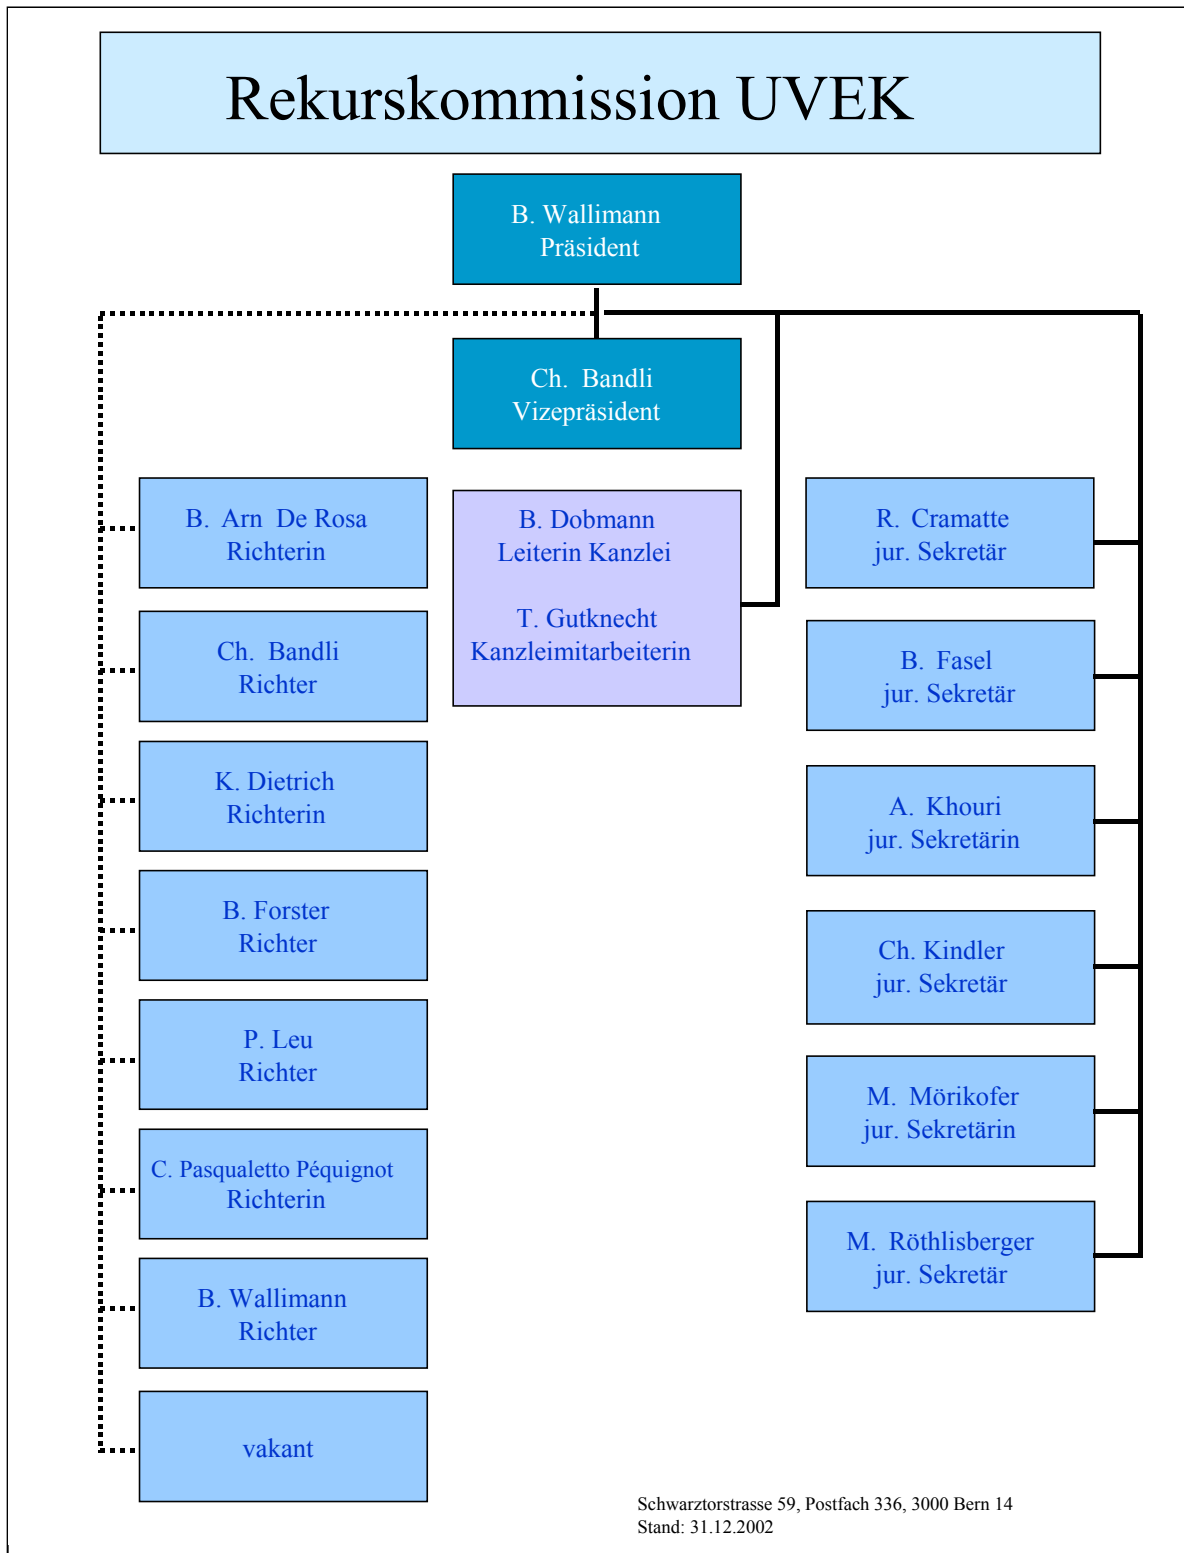 Rekurskommission UVEK
B. Wallimann
Präsident
Ch. Bandli
Vizepräsident
B. Arn De Rosa
Richterin
Ch. Bandli
Richter
K. Dietrich
Richterin
B. Forster
Richter
P. Leu
Richter
C. Pasqualetto Péquignot
Richterin
B. Wallimann
Richter
vakant
B. Dobmann
Leiterin Kanzlei
T. Gutknecht
Kanzleimitarbeiterin
R. Cramatte
jur. Sekretär
B. Fasel
jur. Sekretär
A. Khouri
jur. Sekretärin
Ch. Kindler
jur. Sekretär
M. Mörikofer
jur. Sekretärin
M. Röthlisberger
jur. Sekretär
Schwarztorstrasse 59, Postfach 336, 3000 Bern 14
Stand: 31.12.2002